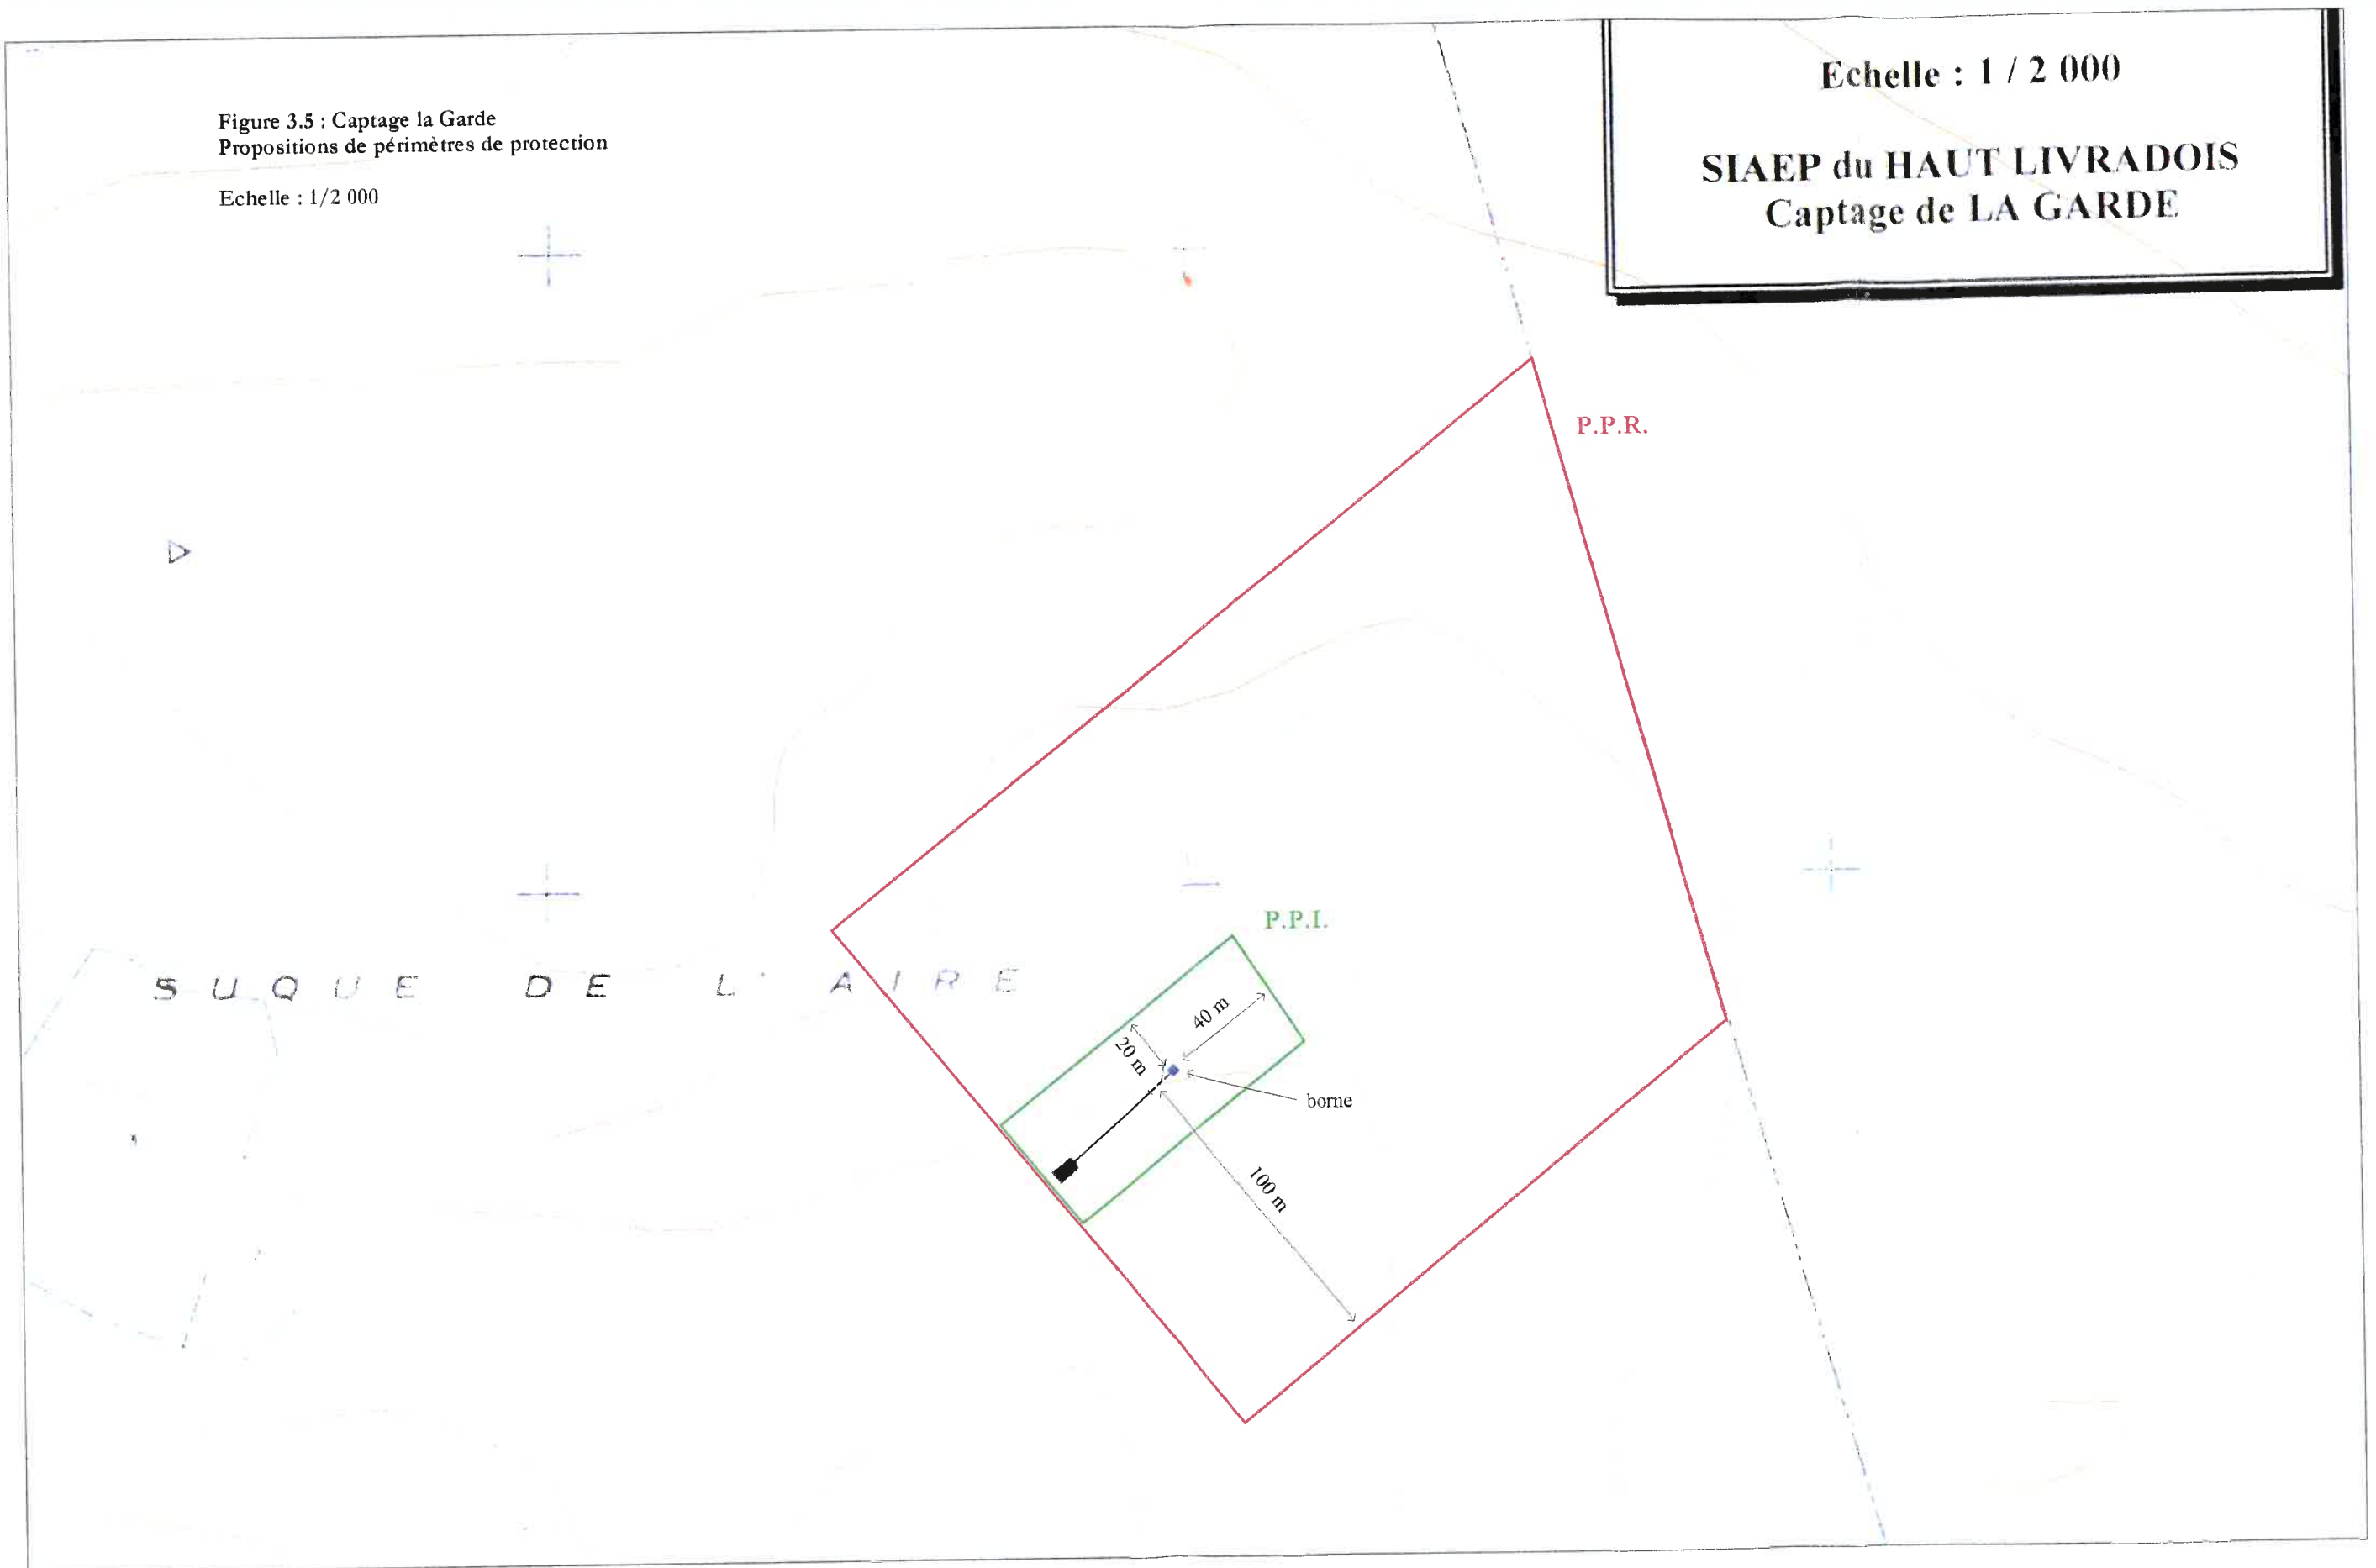 Figure 3.5 : Captage la Garde
Propositions de périmètres de protection
Echelle : 1/2 000
Echelle : 1 / 2 000
SIAEP du HAUT LIVRADOIS
Captage de LA GARDE
P.P.R.
P.P.I.
SUQUE DE L' AIRE
40 m
20 m
borne
100 m